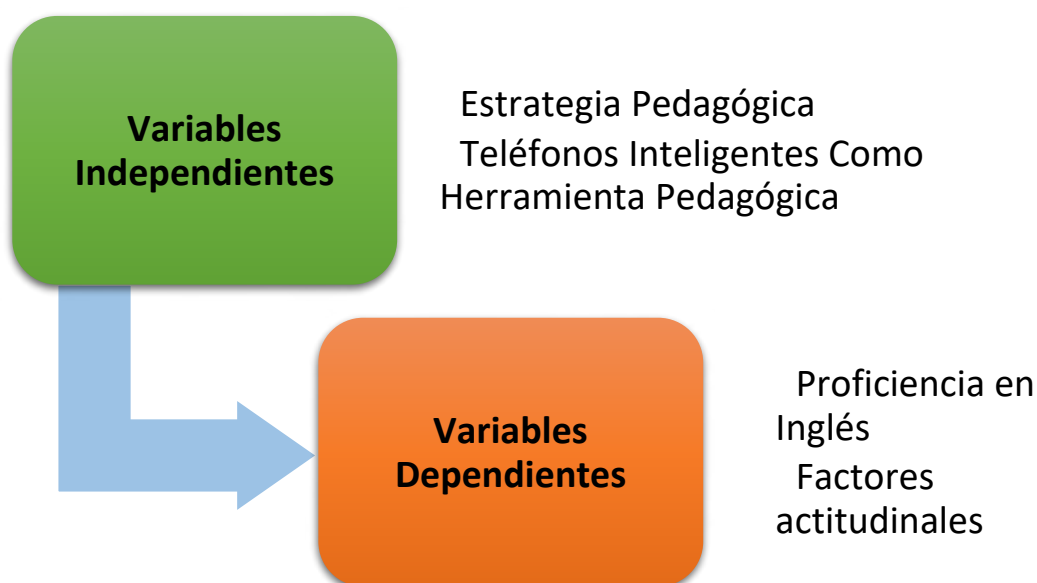 Variables
Independientes
Estrategia Pedagógica
Teléfonos Inteligentes Como
Herramienta Pedagógica
Variables
Dependientes
Proficiencia en
Inglés
Factores
actitudinales